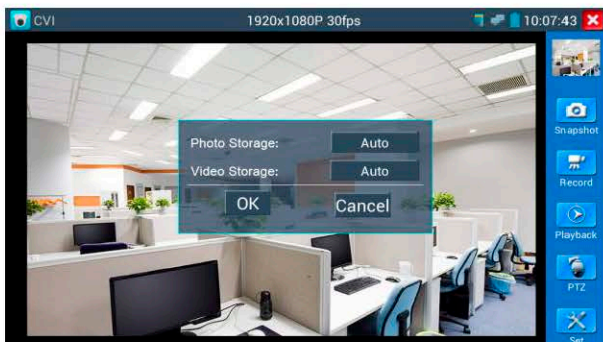 CVI 1920x1080P 30fps 10:07:43
Photo Storage: Auto
Video Storage: Auto
OK Cancel
Snapshot
Record
Playback
PTZ
Set